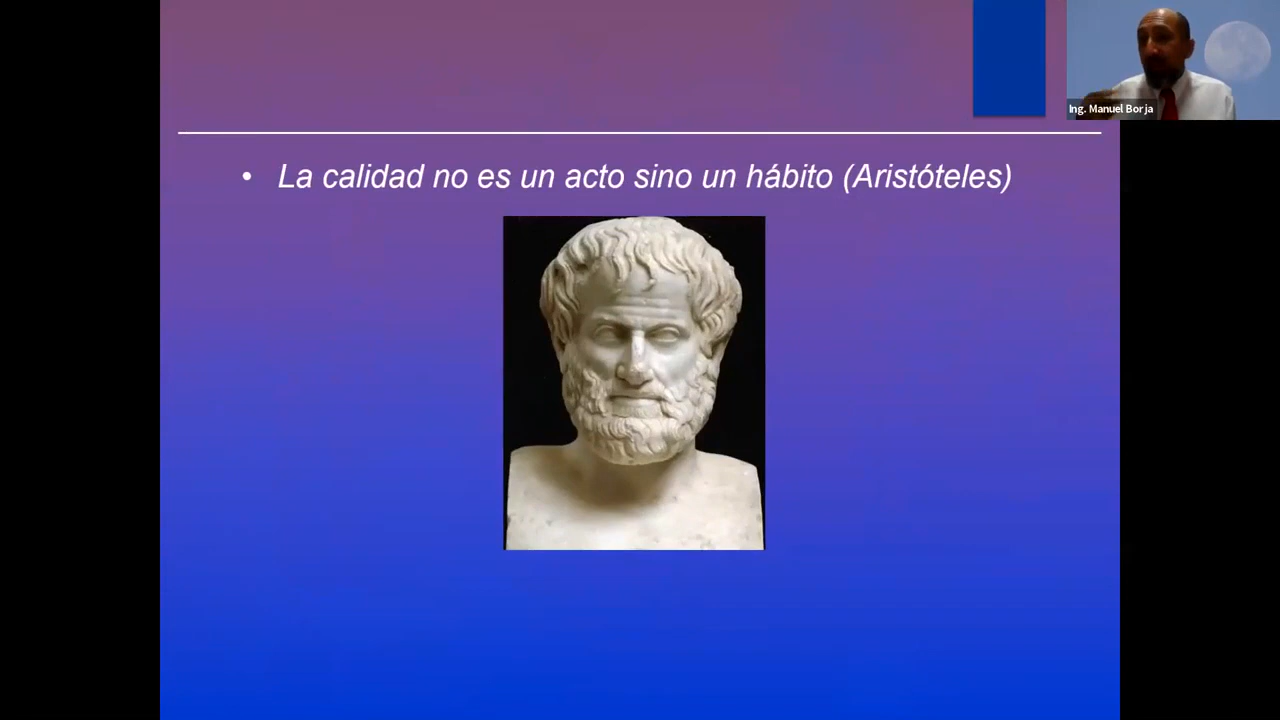 Ing. Manuel Borja
• La calidad no es un acto sino un hábito (Aristóteles)